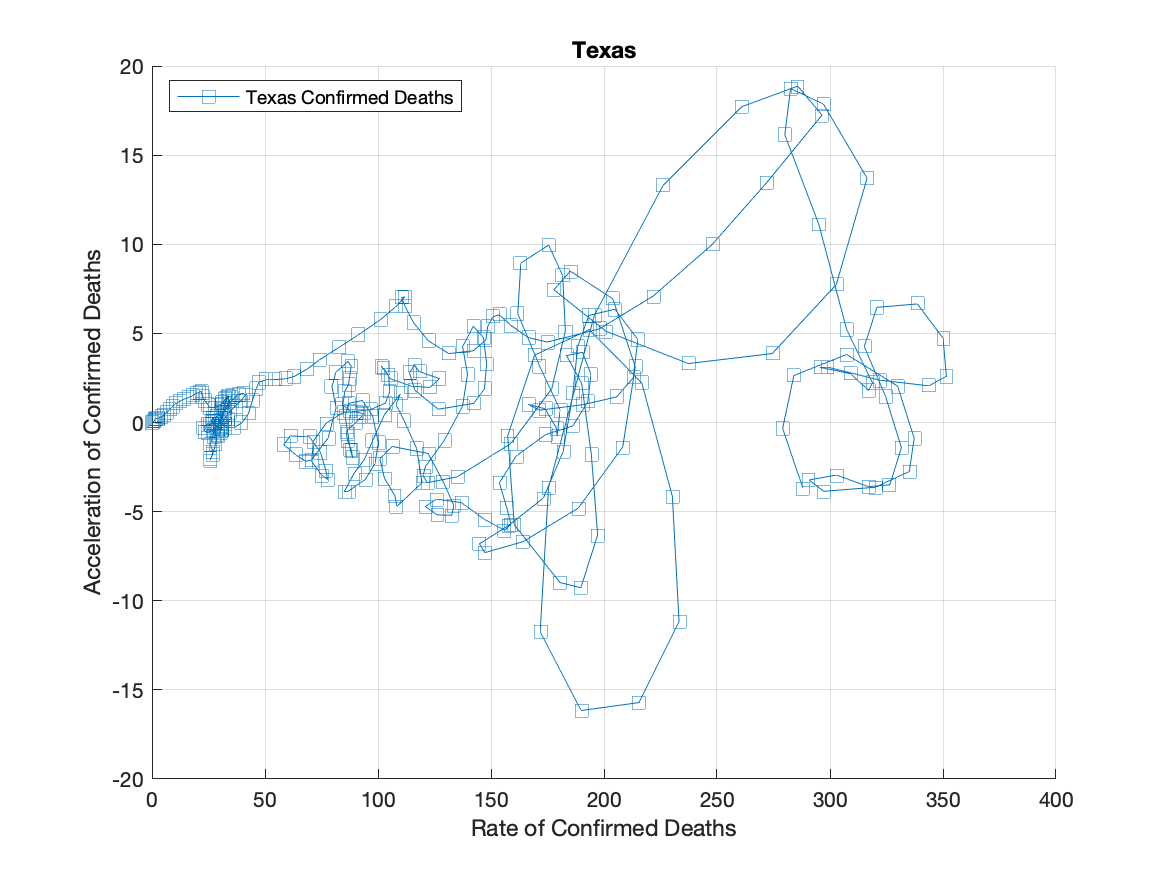 Texas
Texas Confirmed Deaths
20
15
10
5
0
-5
-10
-15
-20
Acceleration of Confirmed Deaths
0 50 100 150 200 250 300 350 400
Rate of Confirmed Deaths